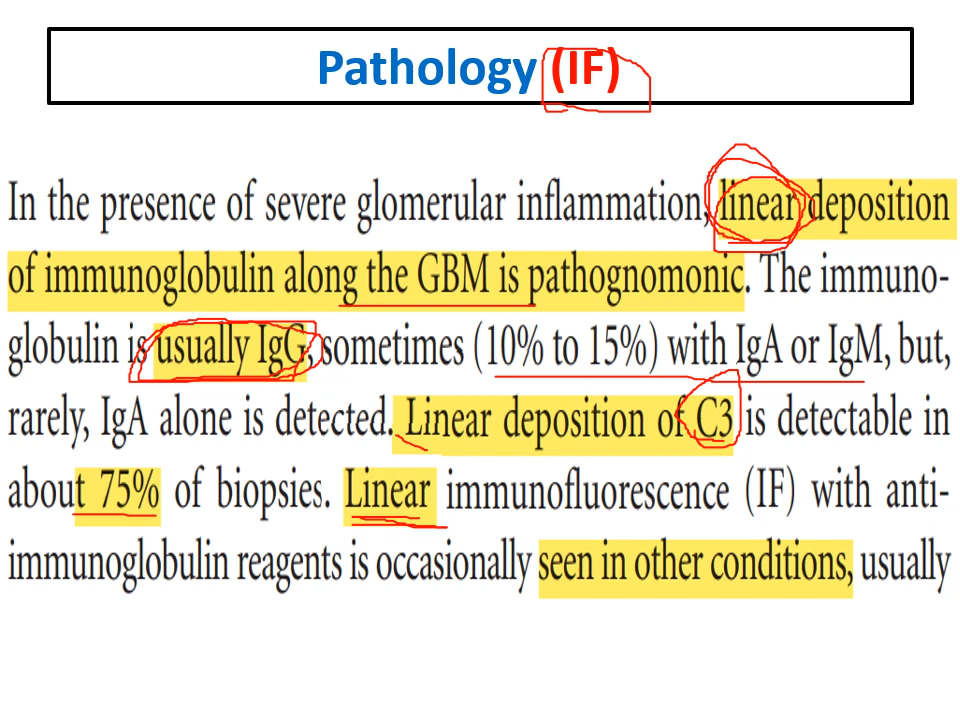 Pathology (IF)
In the presence of severe glomerular inflammation, linear deposition
of immunoglobulin along the GBM is pathognomonic. The immuno-
globulin is usually IgG, sometimes (10% to 15%) with IgA or IgM, but,
rarely, IgA alone is detected. Linear deposition of C3 is detectable in
about 75% of biopsies. Linear immunofluorescence (IF) with anti-
immunoglobulin reagents is occasionally seen in other conditions, usually